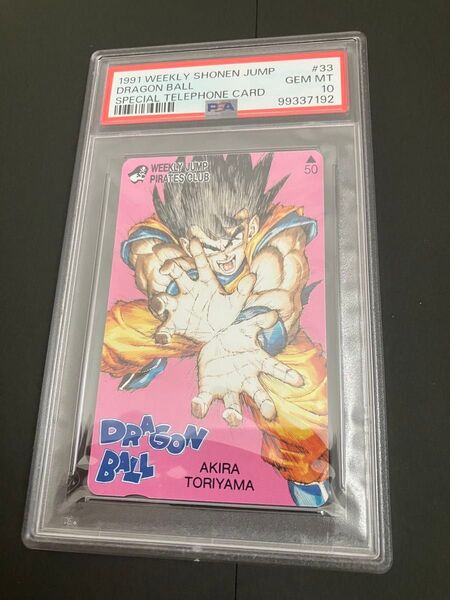 1991 WEEKLY SHONEN JUMP #33
DRAGON BALL GEM MT
SPECIAL TELEPHONE CARD 10
PSA 99337192
WEEKLY JUMP
PIRATES CLUB
50
DRAGON
BALL
AKIRA
TORIYAMA